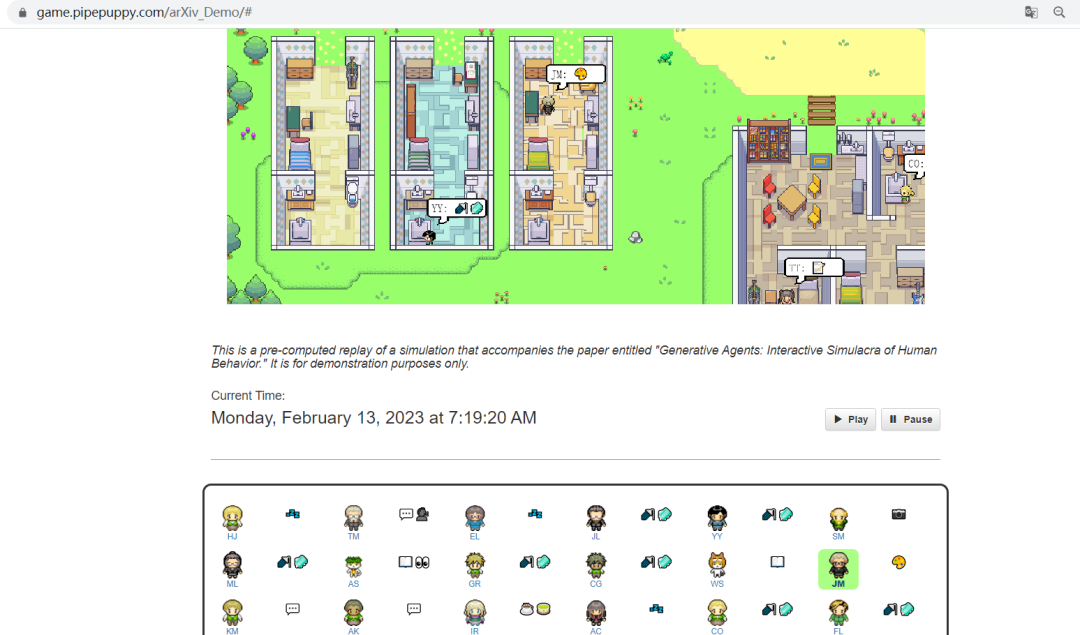 game.pipepuppy.com/arXiv_Demo/#
JM:
YY:
CO:
TT:
This is a pre-computed replay of a simulation that accompanies the paper entitled "Generative Agents: Interactive Simulacra of Human
Behavior." It is for demonstration purposes only.
Current Time:
Monday, February 13, 2023 at 7:19:20 AM
Play Pause
HJ TM EL JL YY SM
ML AS GR CG WS JM
KM AK IR AC CO FL